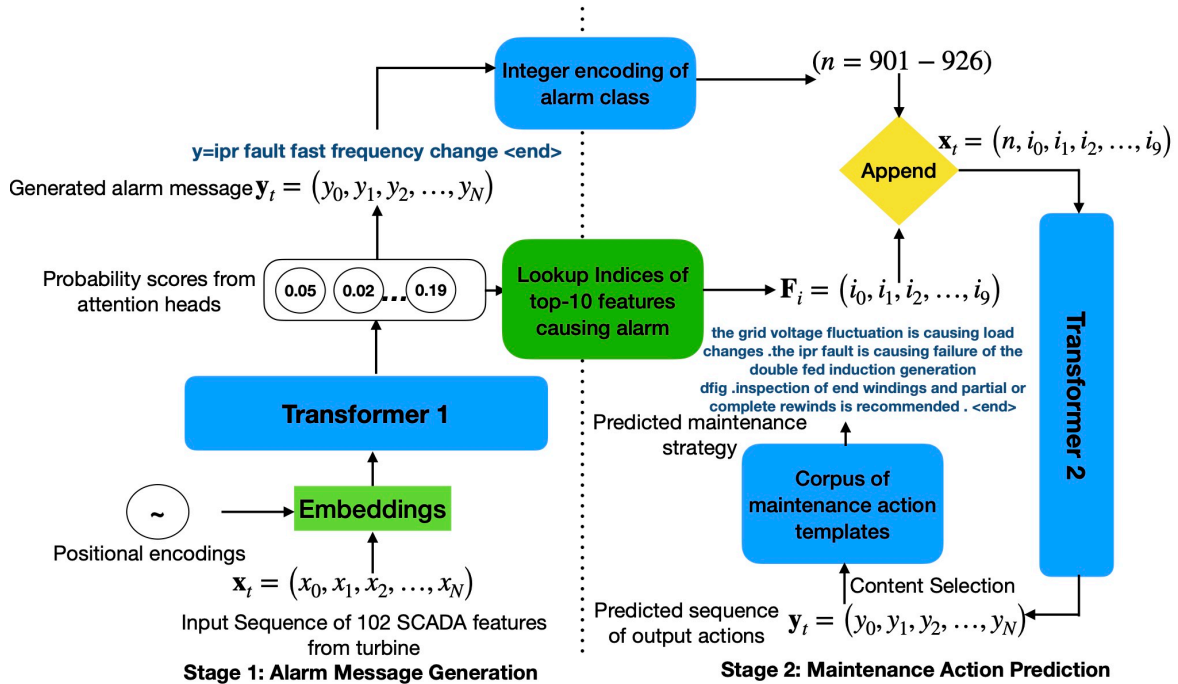 Integer encoding of
alarm class
(n = 901 − 926)
y=ipr fault fast frequency change <end>
Generated alarm message y_t = (y_0, y_1, y_2, …, y_N)
Append
x_t = (n, i_0, i_1, i_2, …, i_9)
Probability scores from
attention heads
0.05 0.02 ... 0.19
Lookup Indices of
top-10 features
causing alarm
F_i = (i_0, i_1, i_2, …, i_9)
the grid voltage fluctuation is causing load
changes .the ipr fault is causing failure of the
double fed induction generation
dfig .inspection of end windings and partial or
complete rewinds is recommended . <end>
Transformer 1
Predicted maintenance
strategy
Transformer 2
Corpus of
maintenance action
templates
~
Embeddings
Positional encodings
x_t = (x_0, x_1, x_2, …, x_N)
Input Sequence of 102 SCADA features
from turbine
Content Selection
Predicted sequence
of output actions
y_t = (y_0, y_1, y_2, …, y_N)
Stage 1: Alarm Message Generation
Stage 2: Maintenance Action Prediction